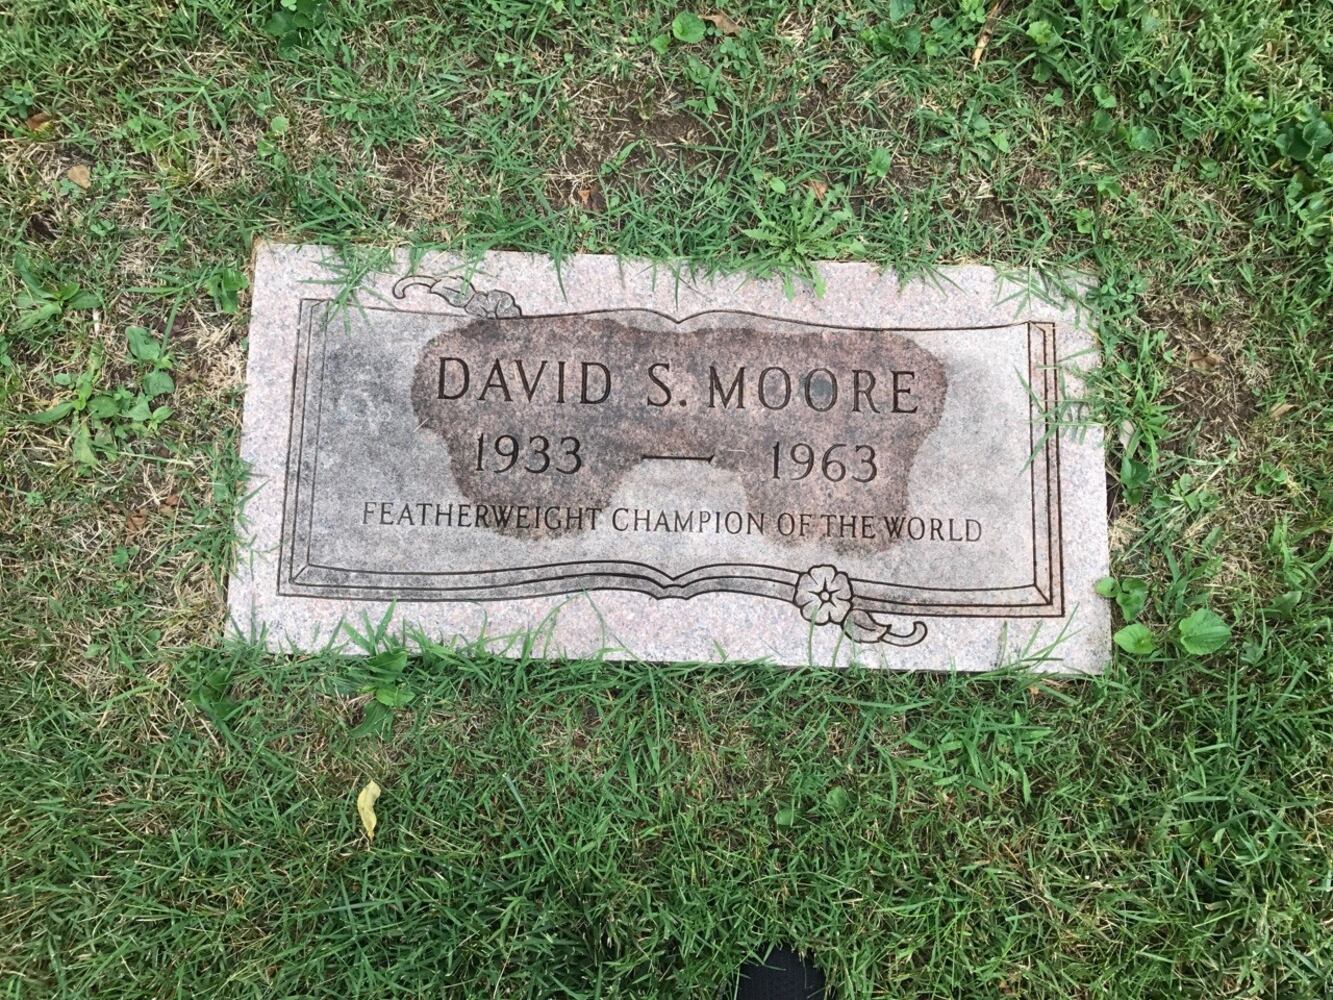 DAVID S. MOORE
1933 — 1963
FEATHERWEIGHT CHAMPION OF THE WORLD